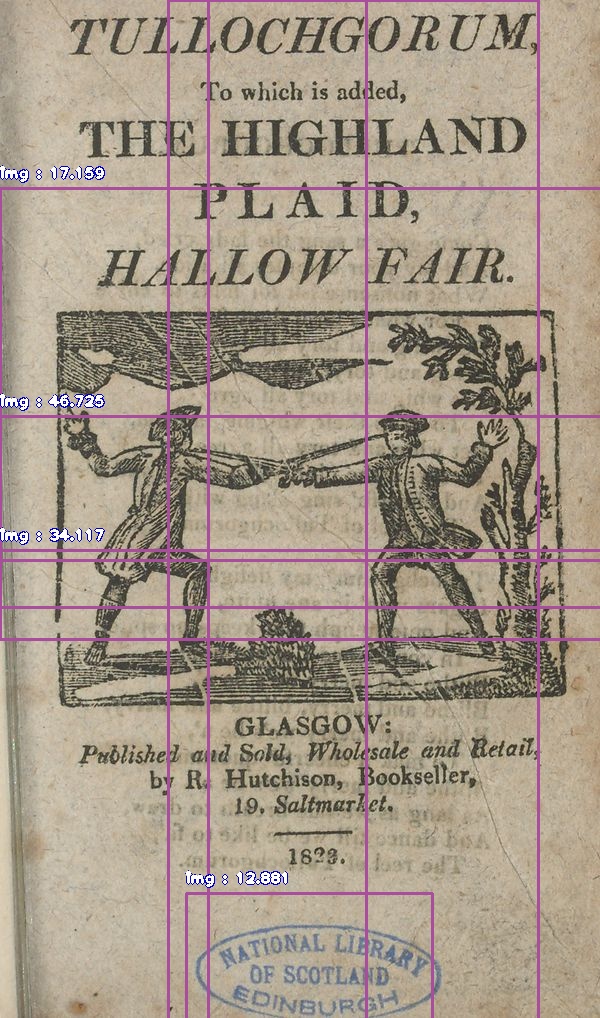 TULLOCHGORUM,
To which is added,
THE HIGHLAND
Img : 17.159
PLAID,
HALLOW FAIR.
Img : 46.725
Img : 34.117
GLASGOW:
Published and Sold, Wholesale and Retail,
by R. Hutchison, Bookseller,
19. Saltmarket.
1823.
Img : 12.881
NATIONAL LIBRARY
OF SCOTLAND
EDINBURGH